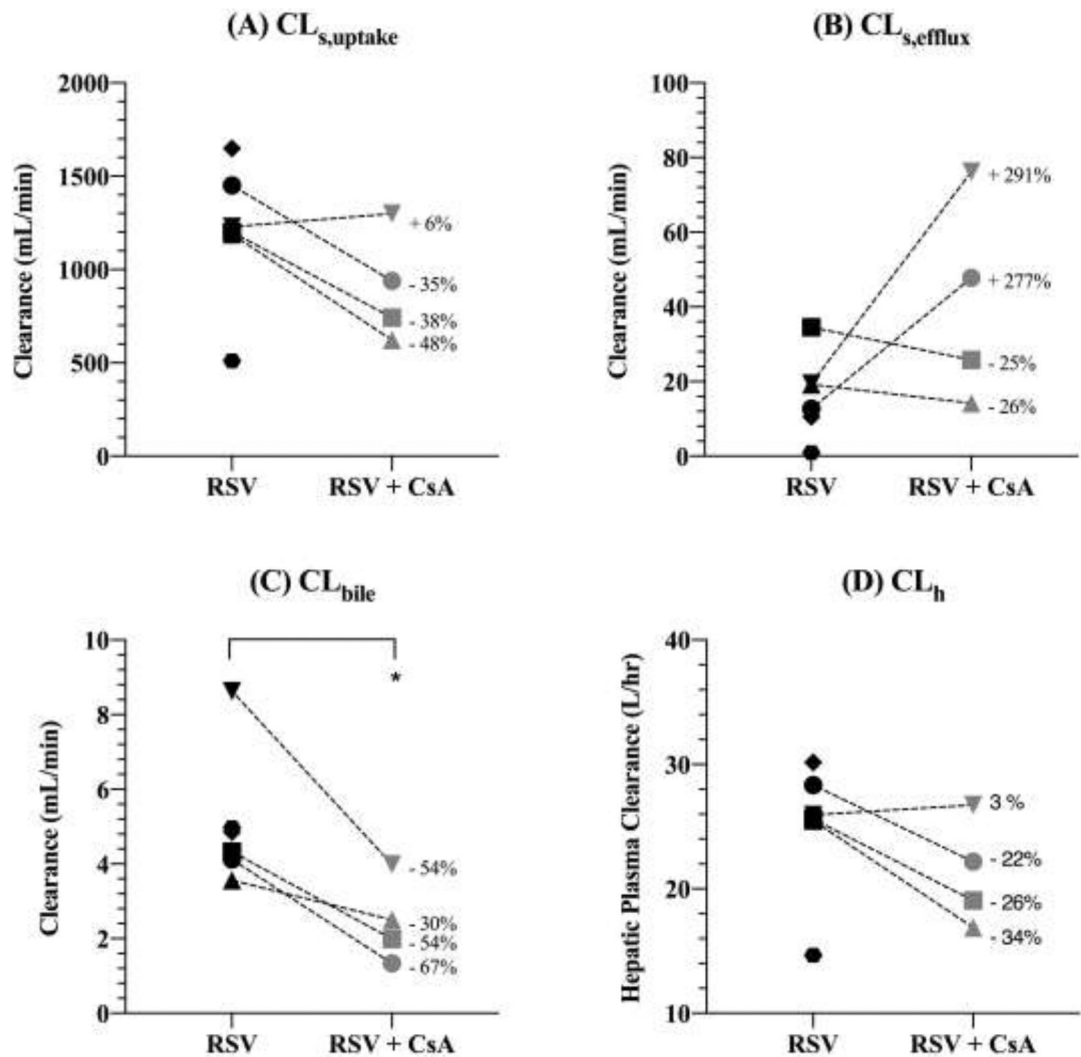 (A) CLs,uptake
Clearance (mL/min)
2000
1500
1000
500
0
+ 6%
- 35%
- 38%
- 48%
RSV
RSV + CsA
(B) CLs,efflux
Clearance (mL/min)
100
80
60
40
20
0
+ 291%
+ 277%
- 25%
- 26%
RSV
RSV + CsA
(C) CLbile
Clearance (mL/min)
10
8
6
4
2
0
*
- 54%
- 30%
- 54%
- 67%
RSV
RSV + CsA
(D) CLh
Hepatic Plasma Clearance (L/hr)
40
30
20
10
3 %
- 22%
- 26%
- 34%
RSV
RSV + CsA